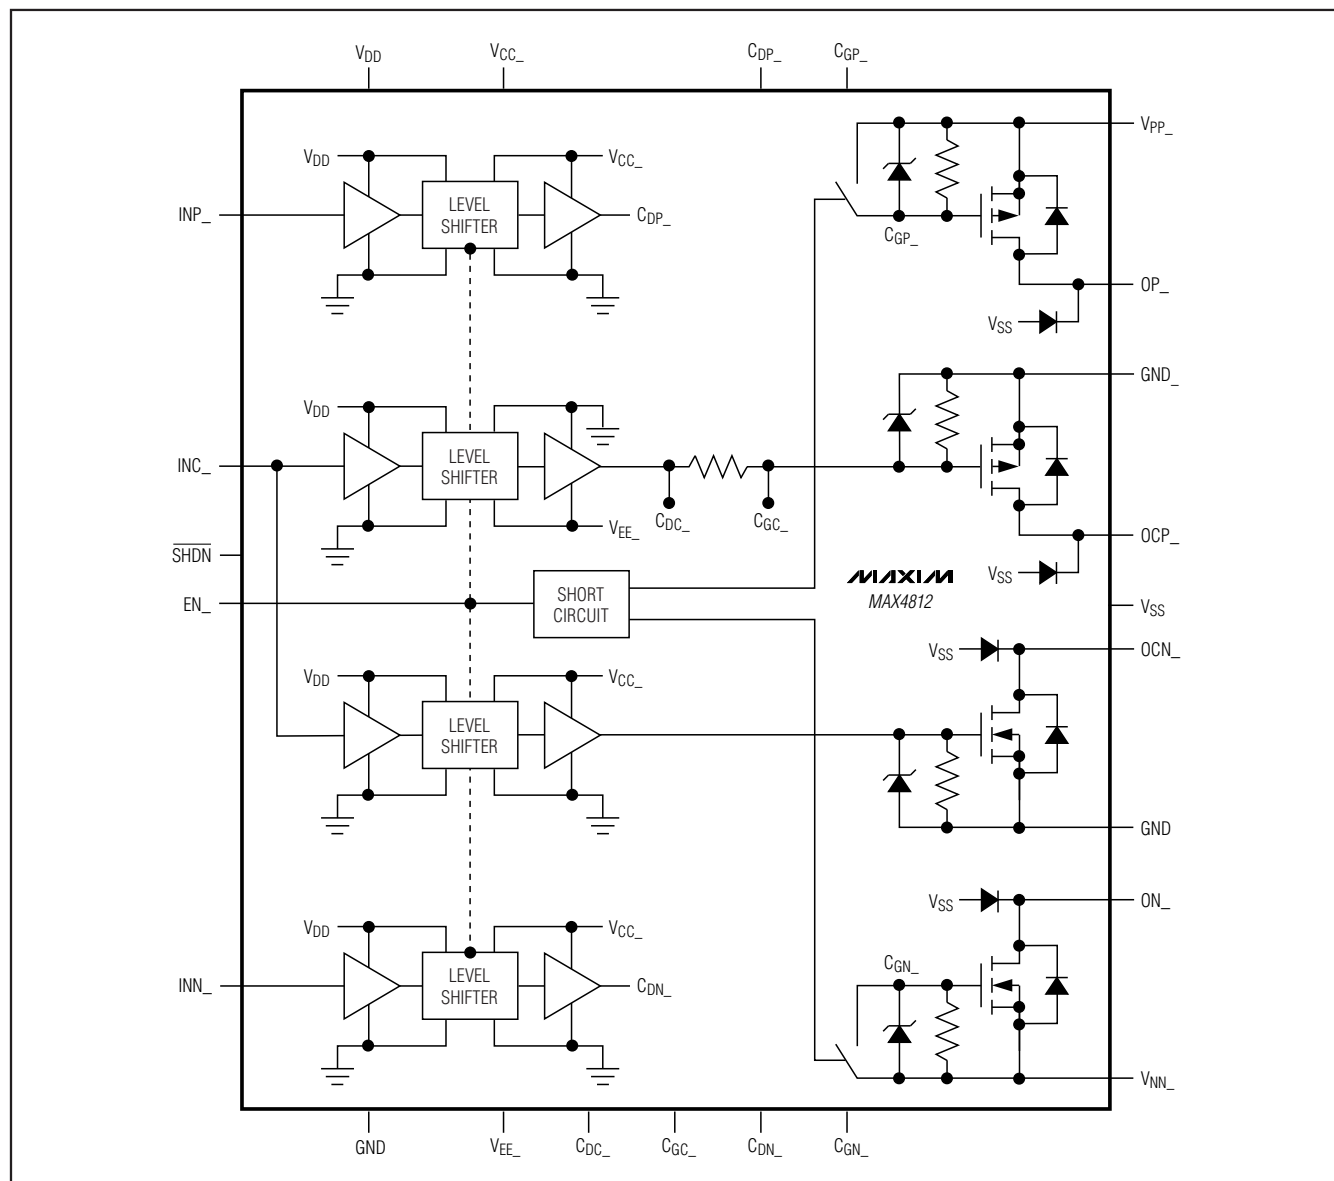 VDD VCC_ CDP_ CGP_
VPP_
VDD VCC_
INP_ LEVEL SHIFTER CDP_
CGP_
OP_
VSS
GND_
VDD
INC_ LEVEL SHIFTER
CDC_ CGC_
VEE_
OCP_
SHDN
VSS
MAXIM
MAX4812
EN_ SHORT CIRCUIT
VSS
VSS OCN_
VDD VCC_
LEVEL SHIFTER
GND
VSS ON_
VDD VCC_
CGN_
INN_ LEVEL SHIFTER CDN_
VNN_
GND VEE_ CDC_ CGC_ CDN_ CGN_